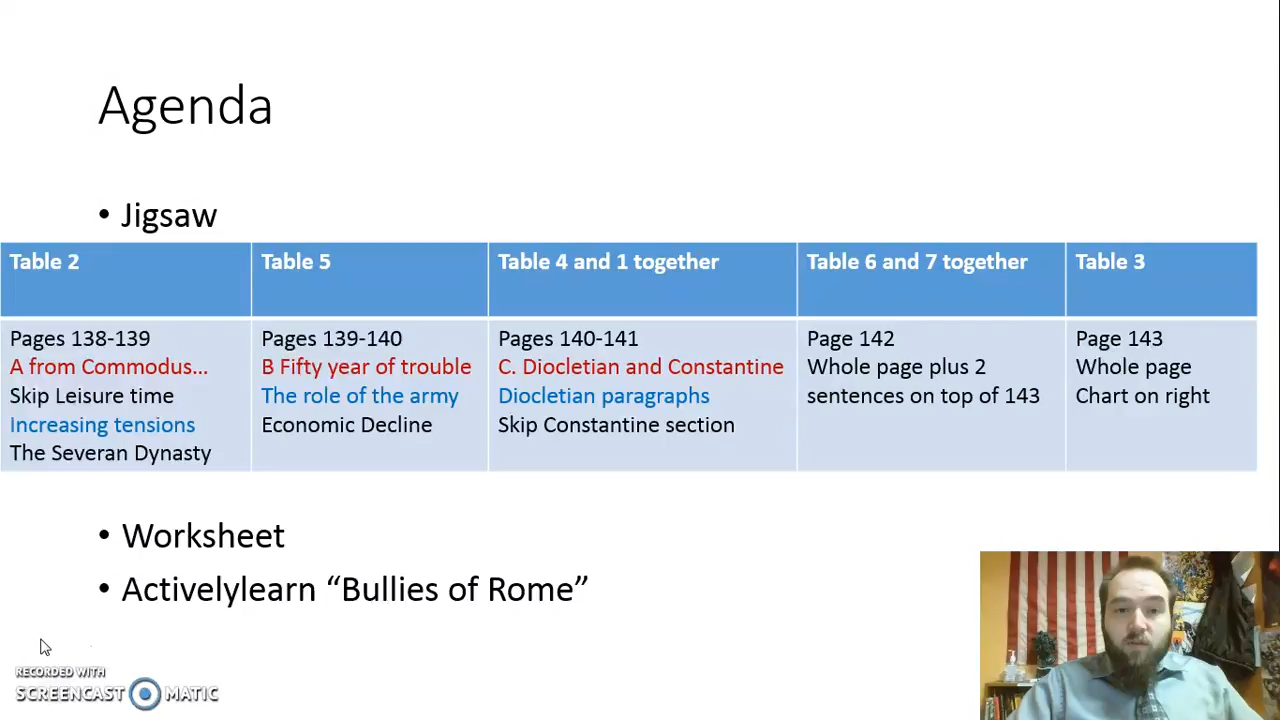 Agenda
• Jigsaw
Table 2
Table 5
Table 4 and 1 together
Table 6 and 7 together
Table 3
Pages 138-139
A from Commodus...
Skip Leisure time
Increasing tensions
The Severan Dynasty
Pages 139-140
B Fifty year of trouble
The role of the army
Economic Decline
Pages 140-141
C. Diocletian and Constantine
Diocletian paragraphs
Skip Constantine section
Page 142
Whole page plus 2
sentences on top of 143
Page 143
Whole page
Chart on right
• Worksheet
• Activelylearn “Bullies of Rome”
RECORDED WITH
SCREENCAST MATIC